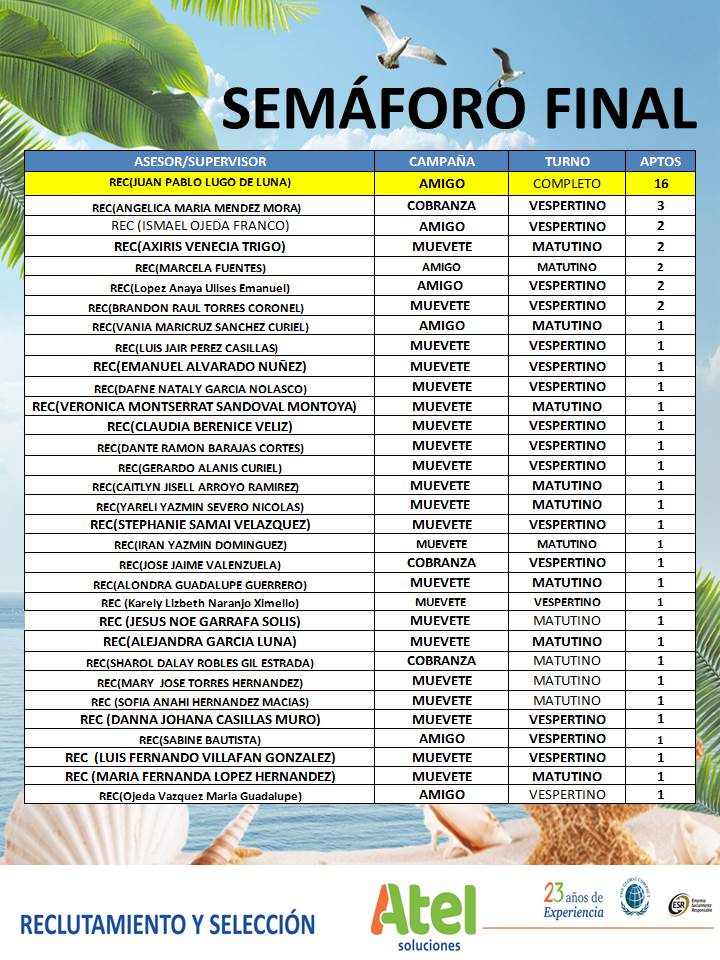 SEMÁFORO FINAL
ASESOR/SUPERVISOR CAMPAÑA TURNO APTOS
REC(JUAN PABLO LUGO DE LUNA) AMIGO COMPLETO 16
REC(ANGELICA MARIA MENDEZ MORA) COBRANZA VESPERTINO 3
REC (ISMAEL OJEDA FRANCO) AMIGO VESPERTINO 2
REC(AXIRIS VENECIA TRIGO) MUEVETE MATUTINO 2
REC(MARCELA FUENTES) AMIGO MATUTINO 2
REC(Lopez Anaya Ulises Emanuel) AMIGO VESPERTINO 2
REC(BRANDON RAUL TORRES CORONEL) MUEVETE VESPERTINO 2
REC(VANIA MARICRUZ SANCHEZ CURIEL) AMIGO MATUTINO 1
REC(LUIS JAIR PEREZ CASILLAS) MUEVETE VESPERTINO 1
REC(EMANUEL ALVARADO NUÑEZ) MUEVETE VESPERTINO 1
REC(DAFNE NATALY GARCIA NOLASCO) MUEVETE VESPERTINO 1
REC(VERONICA MONTSERRAT SANDOVAL MONTOYA) MUEVETE MATUTINO 1
REC(CLAUDIA BERENICE VELIZ) MUEVETE VESPERTINO 1
REC(DANTE RAMON BARAJAS CORTES) MUEVETE VESPERTINO 1
REC(GERARDO ALANIS CURIEL) MUEVETE VESPERTINO 1
REC(CAITLYN JISELL ARROYO RAMIREZ) MUEVETE MATUTINO 1
REC(YARELI YAZMIN SEVERO NICOLAS) MUEVETE MATUTINO 1
REC(STEPHANIE SAMAI VELAZQUEZ) MUEVETE VESPERTINO 1
REC(IRAN YAZMIN DOMINGUEZ) MUEVETE MATUTINO 1
REC(JOSE JAIME VALENZUELA) COBRANZA VESPERTINO 1
REC(ALONDRA GUADALUPE GUERRERO) MUEVETE MATUTINO 1
REC (Karely Lizbeth Naranjo Ximello) MUEVETE VESPERTINO 1
REC (JESUS NOE GARRAFA SOLIS) MUEVETE MATUTINO 1
REC(ALEJANDRA GARCIA LUNA) MUEVETE MATUTINO 1
REC(SHAROL DALAY ROBLES GIL ESTRADA) COBRANZA MATUTINO 1
REC(MARY JOSE TORRES HERNANDEZ) MUEVETE MATUTINO 1
REC (SOFIA ANAHI HERNANDEZ MACIAS) MUEVETE MATUTINO 1
REC (DANNA JOHANA CASILLAS MURO) MUEVETE VESPERTINO 1
REC(SABINE BAUTISTA) AMIGO VESPERTINO 1
REC (LUIS FERNANDO VILLAFAN GONZALEZ) MUEVETE VESPERTINO 1
REC (MARIA FERNANDA LOPEZ HERNANDEZ) MUEVETE MATUTINO 1
REC(Ojeda Vazquez Maria Guadalupe) AMIGO VESPERTINO 1
RECLUTAMIENTO Y SELECCIÓN
Atel
soluciones
23 años de
Experiencia
THE GLOBAL COMPACT
ESR
Empresa
Socialmente
Responsable